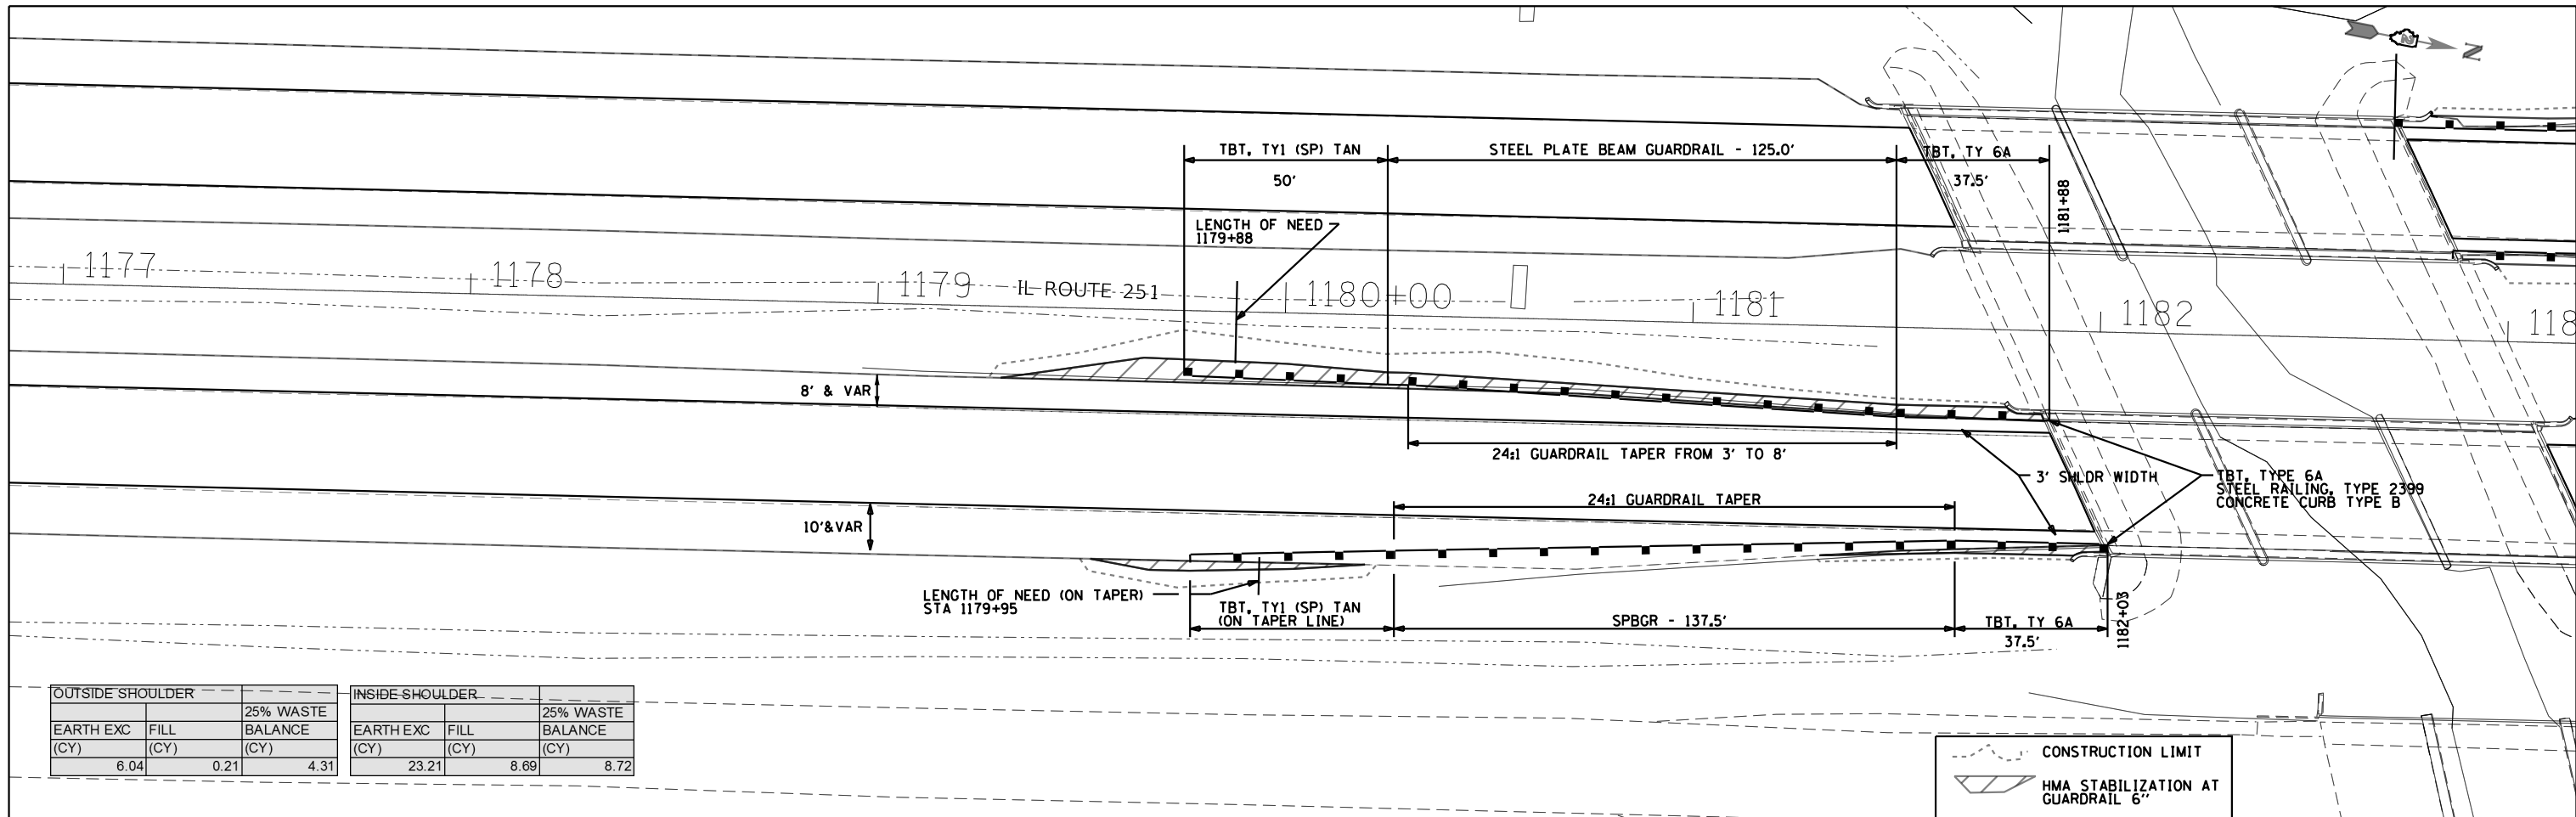 N
TBT, TY1 (SP) TAN
50'
STEEL PLATE BEAM GUARDRAIL - 125.0'
TBT, TY 6A
37.5'
1181+88
LENGTH OF NEED
1179+88
1177
1178
1179
IL ROUTE 251
1180+00
1181
1182
118
8' & VAR
24:1 GUARDRAIL TAPER FROM 3' TO 8'
3' SHLDR WIDTH
TBT, TYPE 6A
STEEL RAILING, TYPE 2399
CONCRETE CURB TYPE B
10'&VAR
24:1 GUARDRAIL TAPER
LENGTH OF NEED (ON TAPER)
STA 1179+95
TBT, TY1 (SP) TAN
(ON TAPER LINE)
SPBGR - 137.5'
TBT, TY 6A
37.5'
1182+03
OUTSIDE SHOULDER
25% WASTE
EARTH EXC FILL BALANCE
(CY) (CY) (CY)
6.04 0.21 4.31
INSIDE SHOULDER
25% WASTE
EARTH EXC FILL BALANCE
(CY) (CY) (CY)
23.21 8.69 8.72
CONSTRUCTION LIMIT
HMA STABILIZATION AT
GUARDRAIL 6"